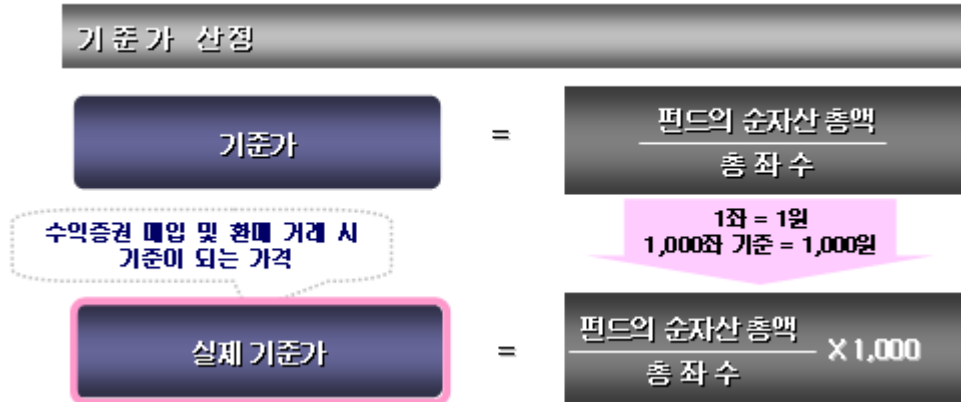 기준가 산정
기준가
=
펀드의 순자산 총액
총 좌 수
수익증권 매입 및 환매 거래 시
기준이 되는 가격
1좌 = 1원
1,000좌 기준 = 1,000원
실제 기준가
=
펀드의 순자산 총액
총 좌 수
X 1,000